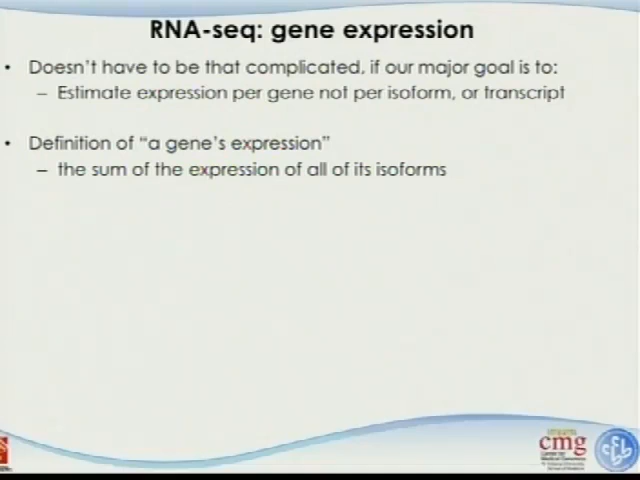 RNA-seq: gene expression
• Doesn't have to be that complicated, if our major goal is to:
– Estimate expression per gene not per isoform, or transcript
• Definition of "a gene's expression"
– the sum of the expression of all of its isoforms
cmg